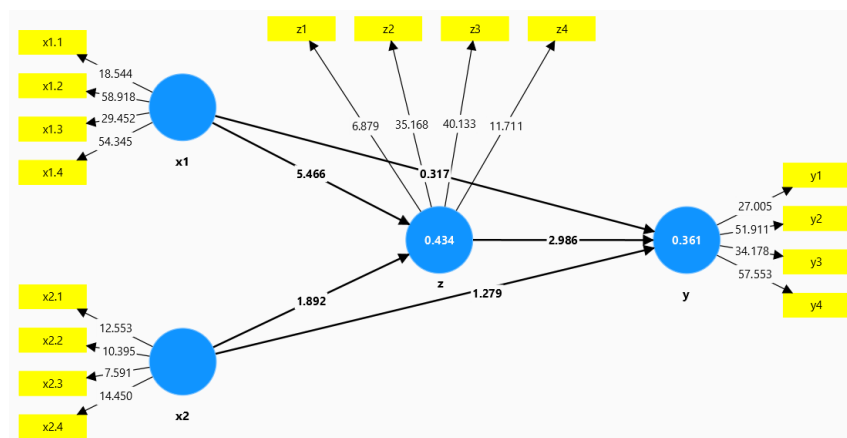 z1
z2
z3
z4
x1.1
x1.2
x1.3
x1.4
18.544
58.918
29.452
54.345
x1
6.879
35.168
40.133
11.711
5.466
0.317
0.434
z
2.986
0.361
y
27.005
51.911
34.178
57.553
y1
y2
y3
y4
1.892
1.279
x2.1
x2.2
x2.3
x2.4
12.553
10.395
7.591
14.450
x2